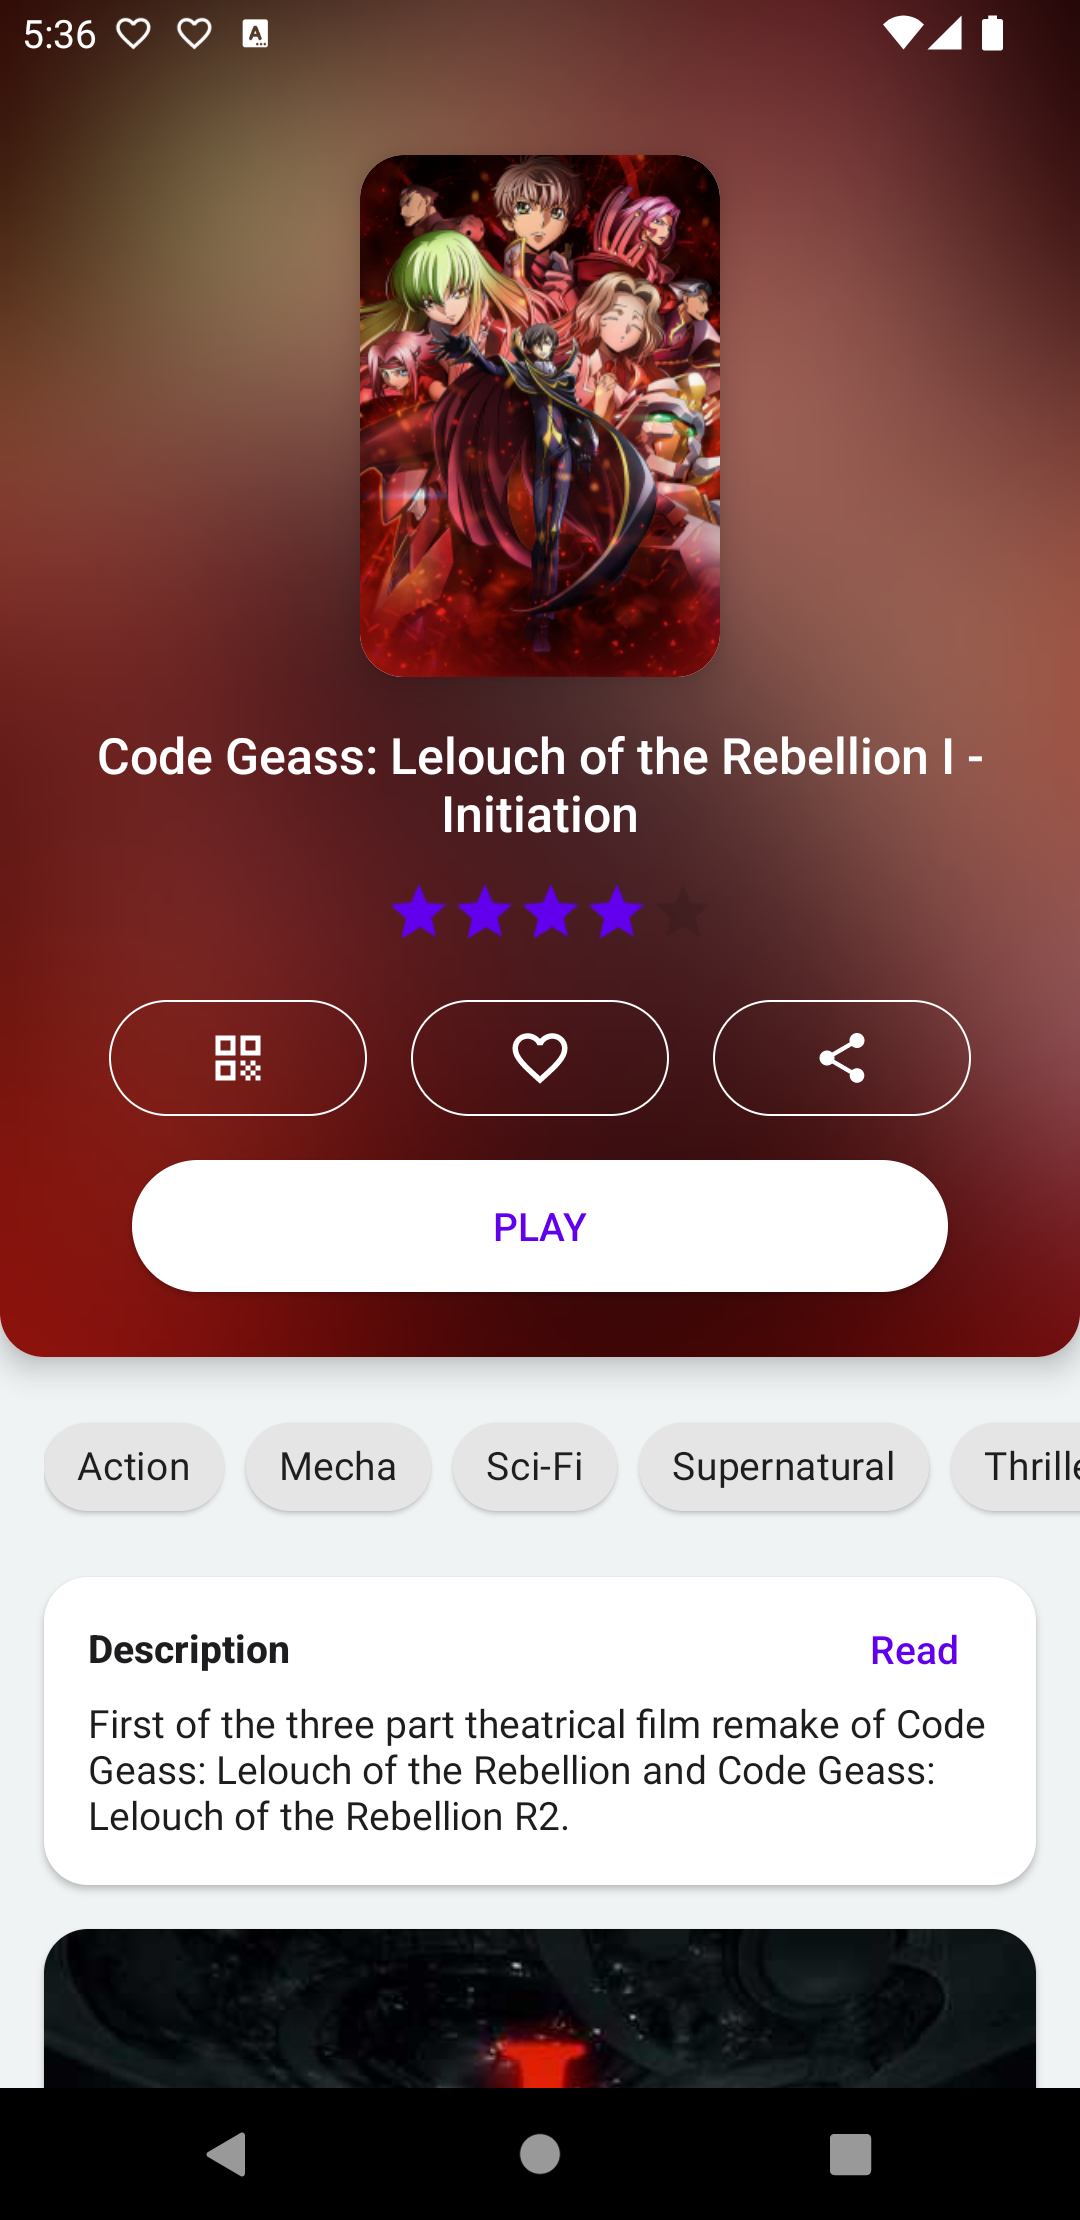 5:36
Code Geass: Lelouch of the Rebellion I -
Initiation
PLAY
Action
Mecha
Sci-Fi
Supernatural
Thrille
Description
Read
First of the three part theatrical film remake of Code
Geass: Lelouch of the Rebellion and Code Geass:
Lelouch of the Rebellion R2.